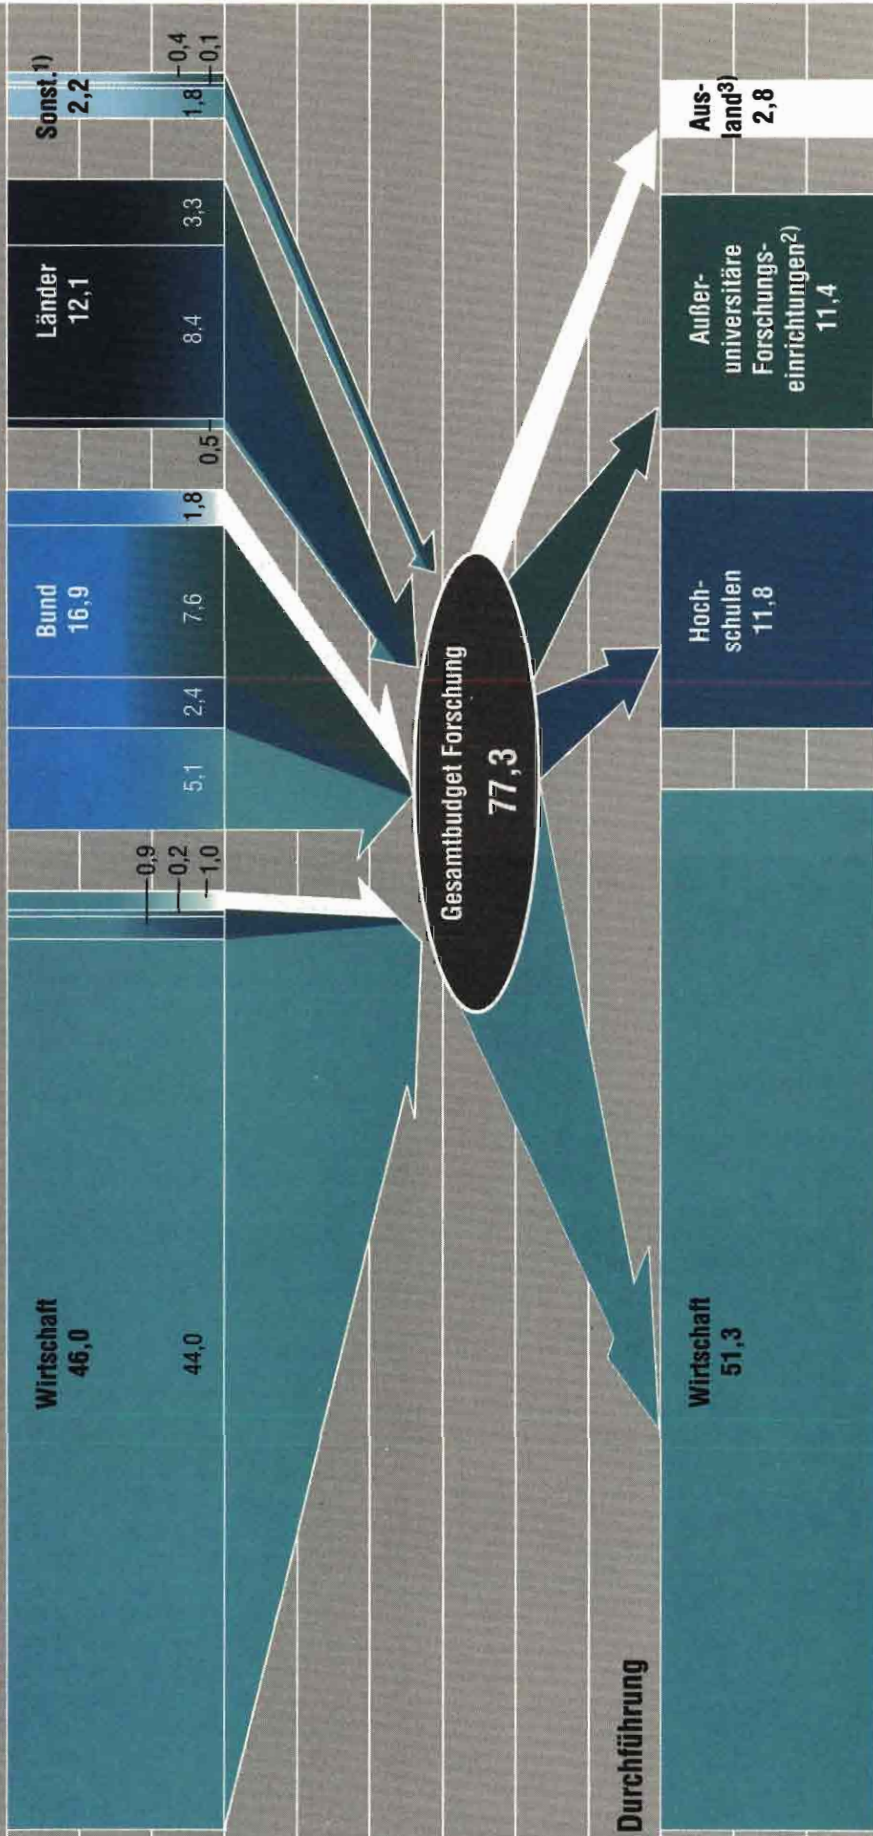 Wirtschaft
46,0
Bund
16,9
Länder
12,1
Sonst.1)
2,2
44,0
0,9
0,2
1,0
5,1
2,4
7,6
1,8
0,5
8,4
3,3
1,8
0,1
0,4
Gesamtbudget Forschung
77,3
Durchführung
Wirtschaft
51,3
Hoch-
schulen
11,8
Außer-
universitäre
Forschungs-
einrichtungen2)
11,4
Aus-
land3)
2,8